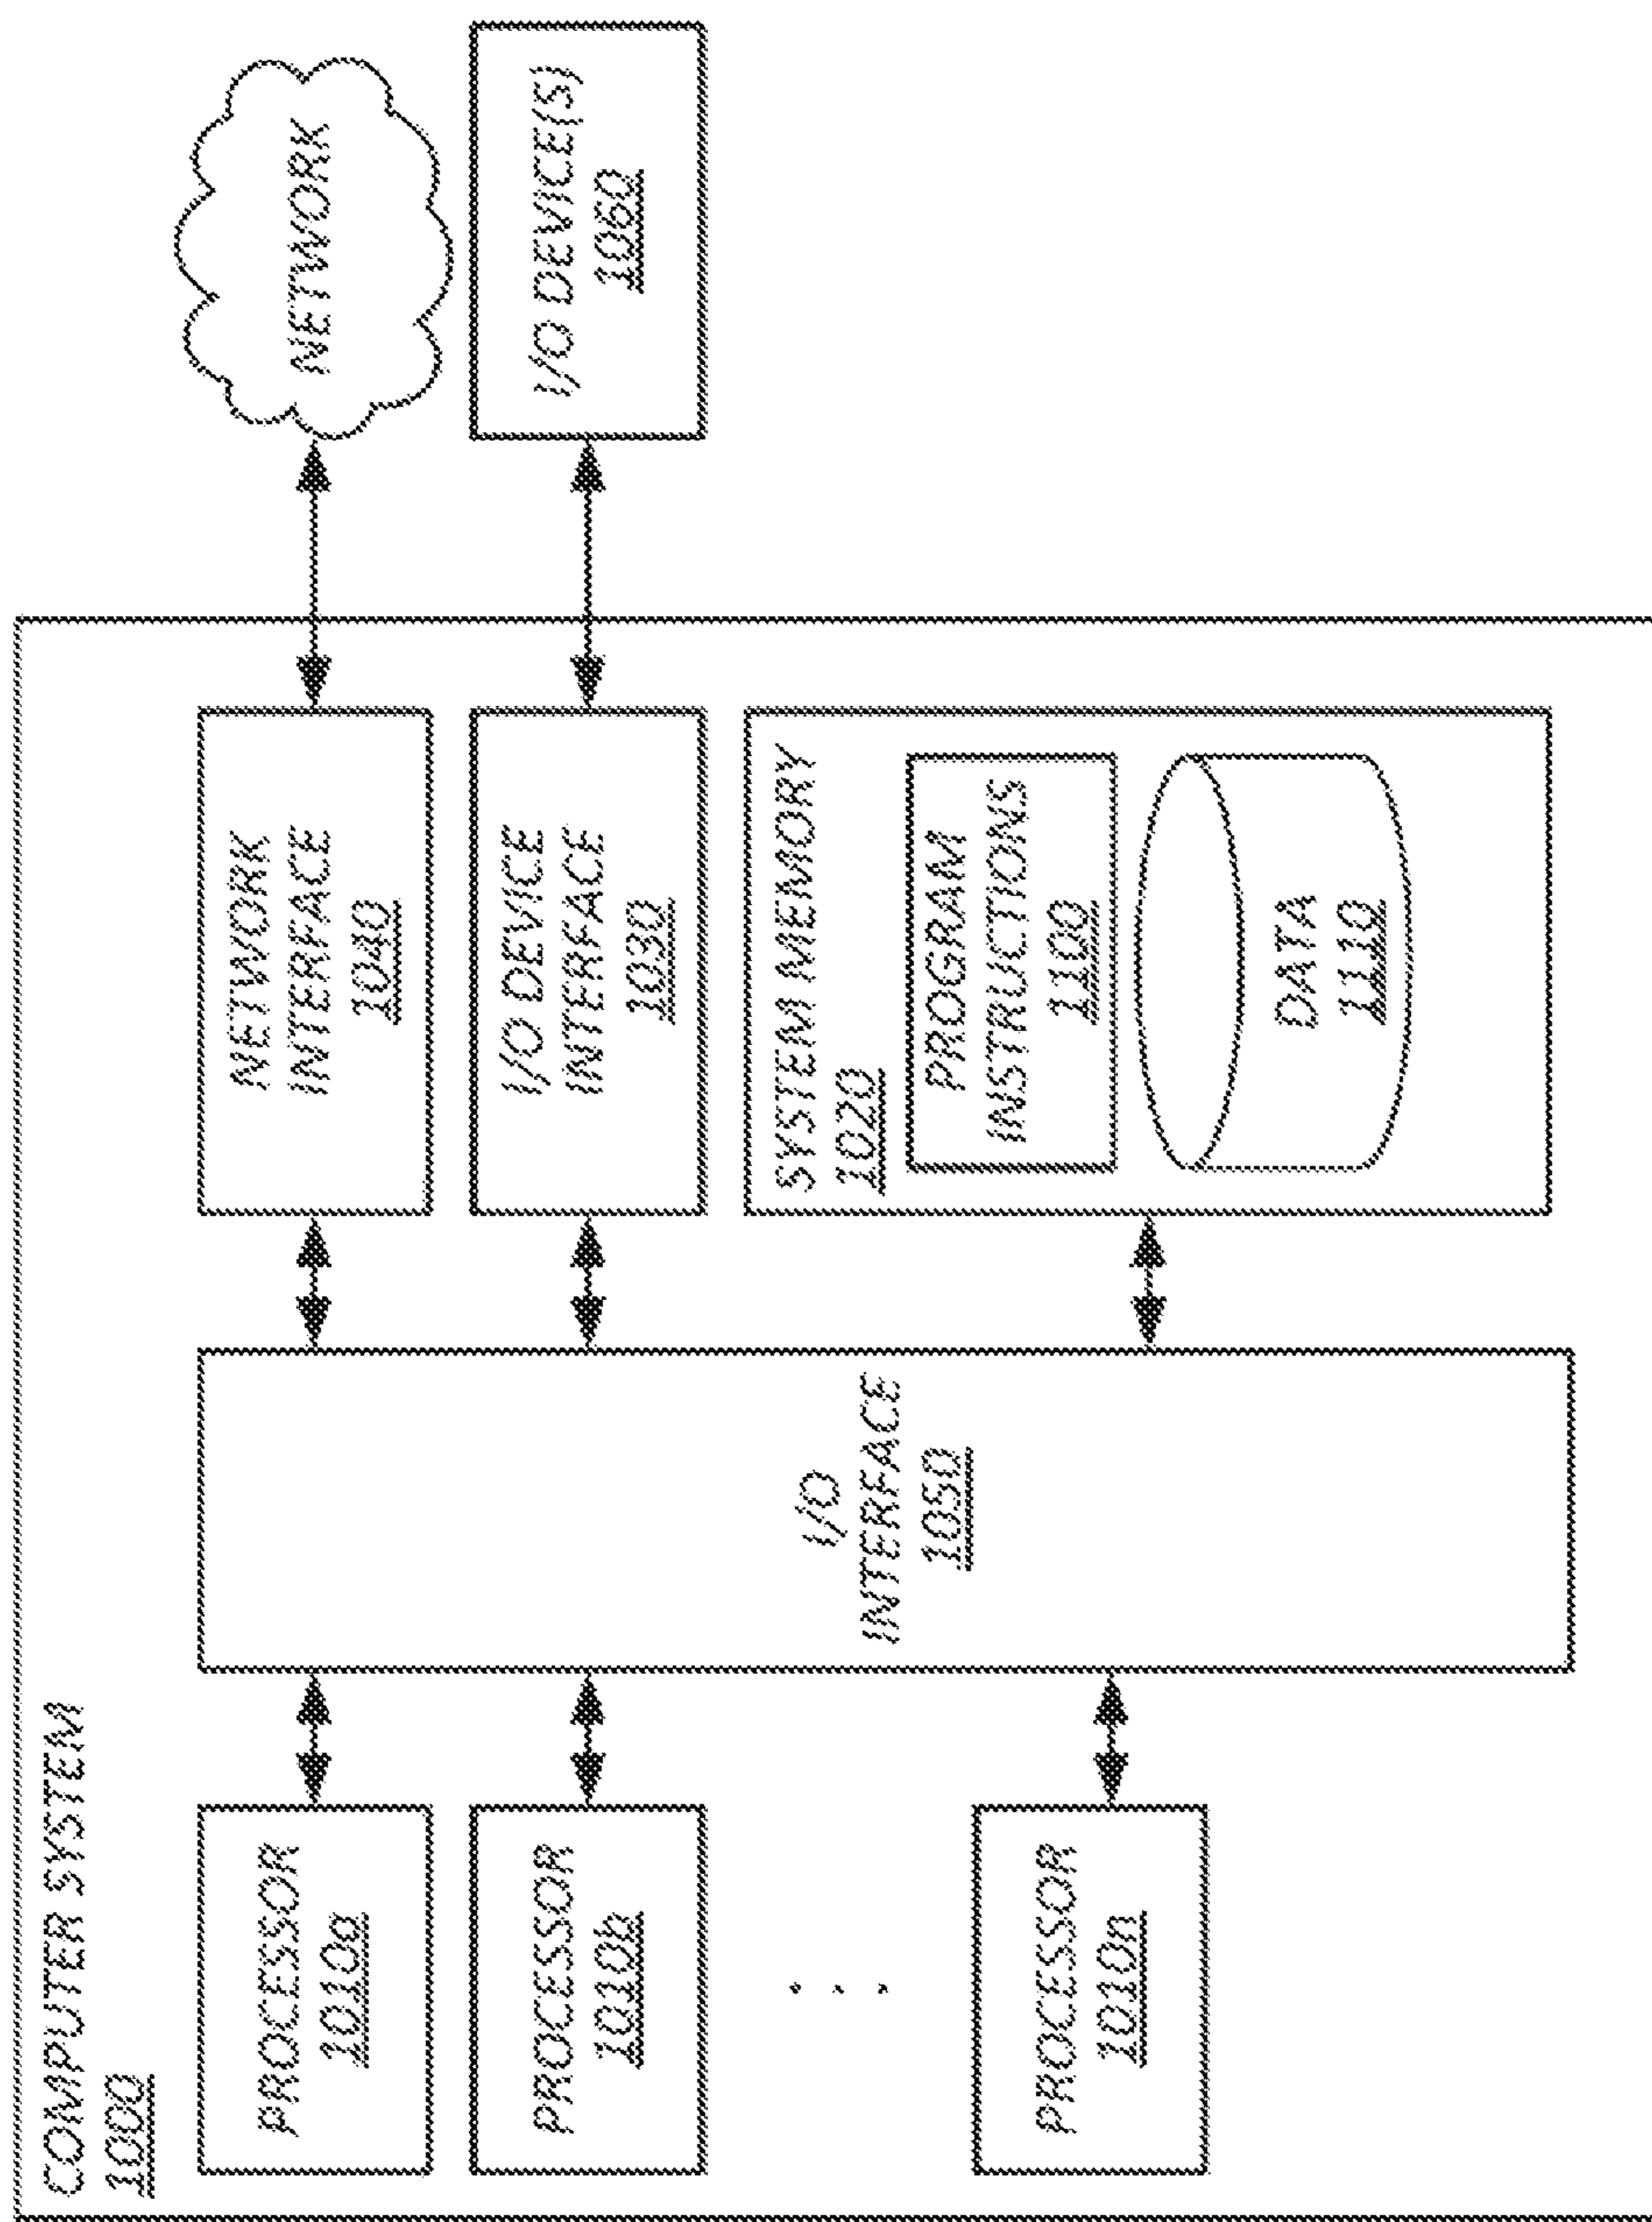 COMPUTER SYSTEM
1000
PROCESSOR
1010a
PROCESSOR
1010b
. . .
PROCESSOR
1010n
I/O
INTERFACE
1050
NETWORK
INTERFACE
1040
I/O DEVICE
INTERFACE
1030
SYSTEM MEMORY
1020
PROGRAM
INSTRUCTIONS
1100
DATA
1110
NETWORK
I/O DEVICE(S)
1060